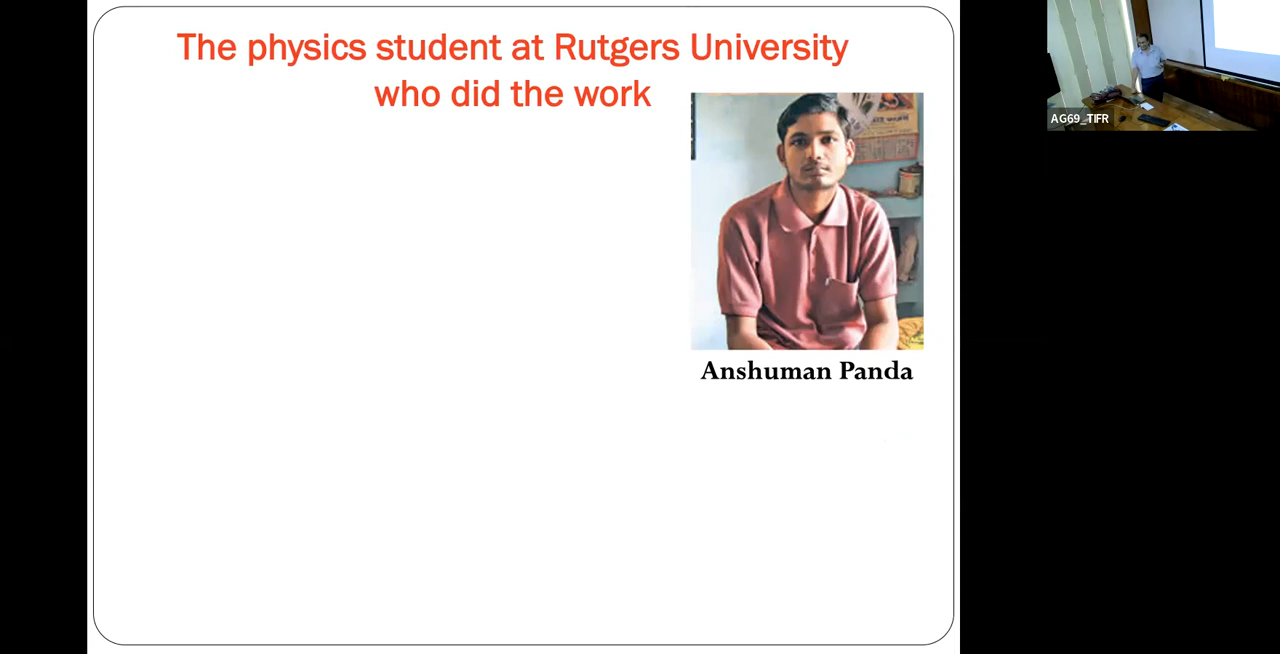 The physics student at Rutgers University
who did the work
Anshuman Panda
AG69_TIFR